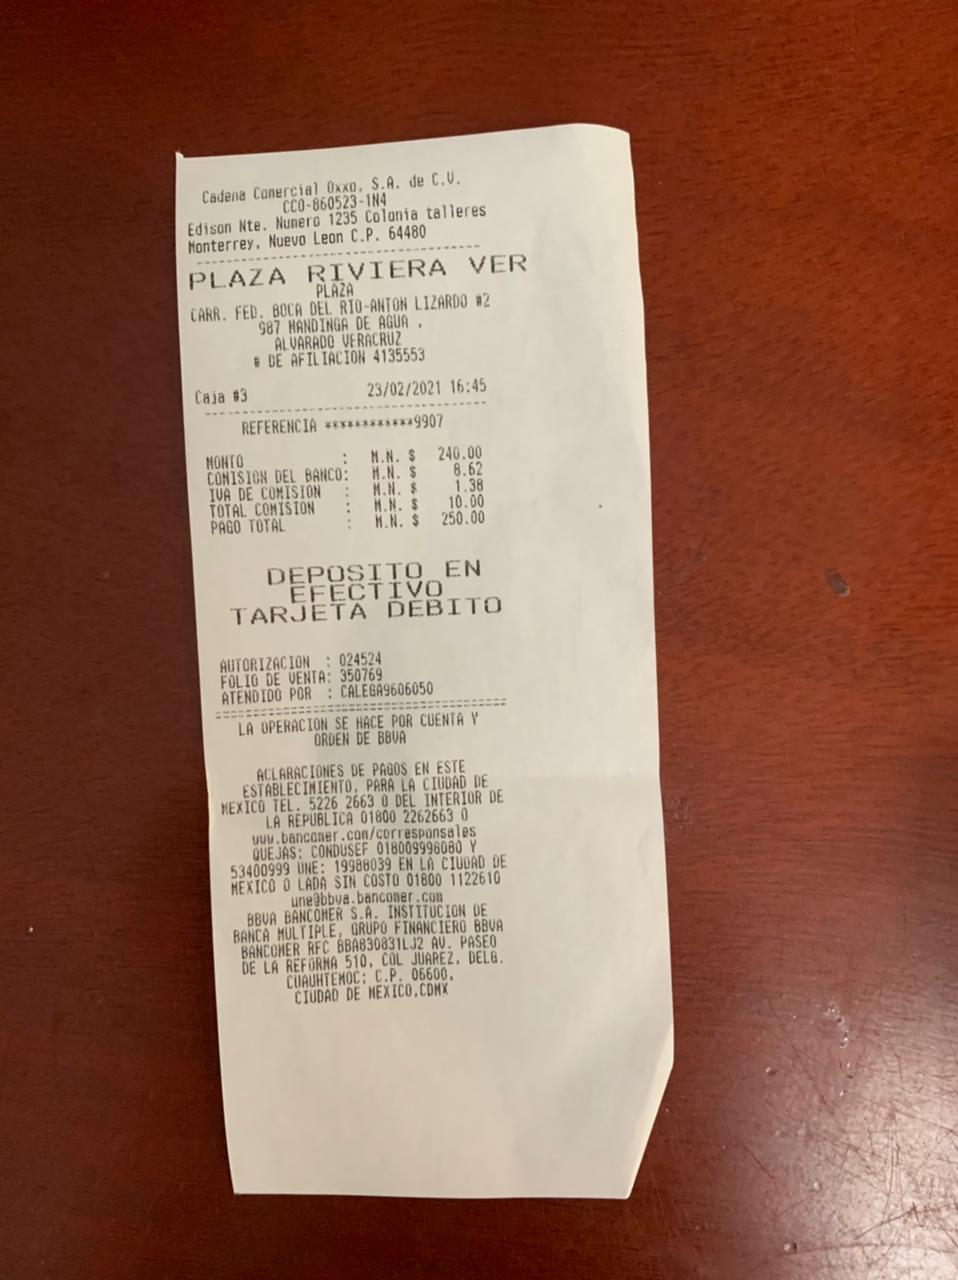 Cadena Comercial Oxxo, S.A. de C.V.
CCO-860523-1N4
Edison Nte. Numero 1235 Colonia talleres
Monterrey, Nuevo Leon C.P. 64480
PLAZA RIVIERA VER
PLAZA
CARR. FED. BOCA DEL RIO-ANTON LIZARDO #2
987 MANDINGA DE AGUA ,
ALVARADO VERACRUZ
# DE AFILIACION 4135553
Caja #3 23/02/2021 16:45
REFERENCIA ************9907
MONTO : M.N. $ 240.00
COMISION DEL BANCO: M.N. $ 8.62
IVA DE COMISION : M.N. $ 1.38
TOTAL COMISION : M.N. $ 10.00
PAGO TOTAL : M.N. $ 250.00
DEPOSITO EN
EFECTIVO
TARJETA DEBITO
AUTORIZACION : 024524
FOLIO DE VENTA: 350769
ATENDIDO POR : CALEGA9606050
LA OPERACION SE HACE POR CUENTA Y
ORDEN DE BBVA
ACLARACIONES DE PAGOS EN ESTE
ESTABLECIMIENTO, PARA LA CIUDAD DE
MEXICO TEL. 5226 2663 O DEL INTERIOR DE
LA REPUBLICA 01800 2262663 O
www.bancomer.com/corresponsales
QUEJAS: CONDUSEF 018009998080 Y
53400999 UNE: 19988039 EN LA CIUDAD DE
MEXICO O LADA SIN COSTO 01800 1122610
une@bbva.bancomer.com
BBVA BANCOMER S.A. INSTITUCION DE
BANCA MULTIPLE, GRUPO FINANCIERO BBVA
BANCOMER RFC BBA830831LJ2 AV. PASEO
DE LA REFORMA 510, COL JUAREZ, DELG.
CUAUHTEMOC; C.P. 06600,
CIUDAD DE MEXICO,CDMX